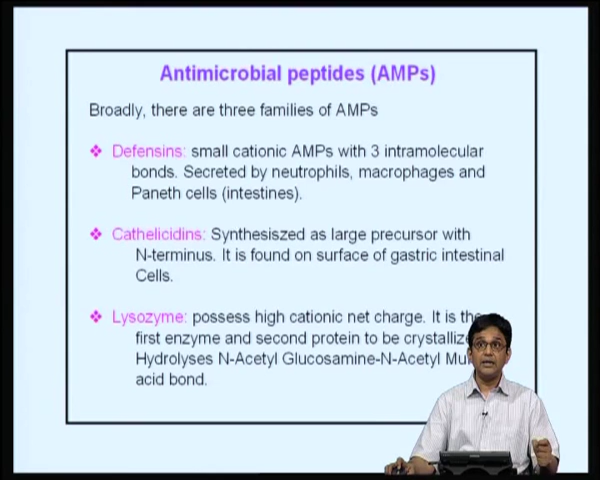 Antimicrobial peptides (AMPs)
Broadly, there are three families of AMPs
❖ Defensins: small cationic AMPs with 3 intramolecular
bonds. Secreted by neutrophils, macrophages and
Paneth cells (intestines).
❖ Cathelicidins: Synthesiszed as large precursor with
N-terminus. It is found on surface of gastric intestinal
Cells.
❖ Lysozyme: possess high cationic net charge. It is the
first enzyme and second protein to be
Hydrolyses N-Acetyl Glucosamine-N-Acetyl
acid bond.